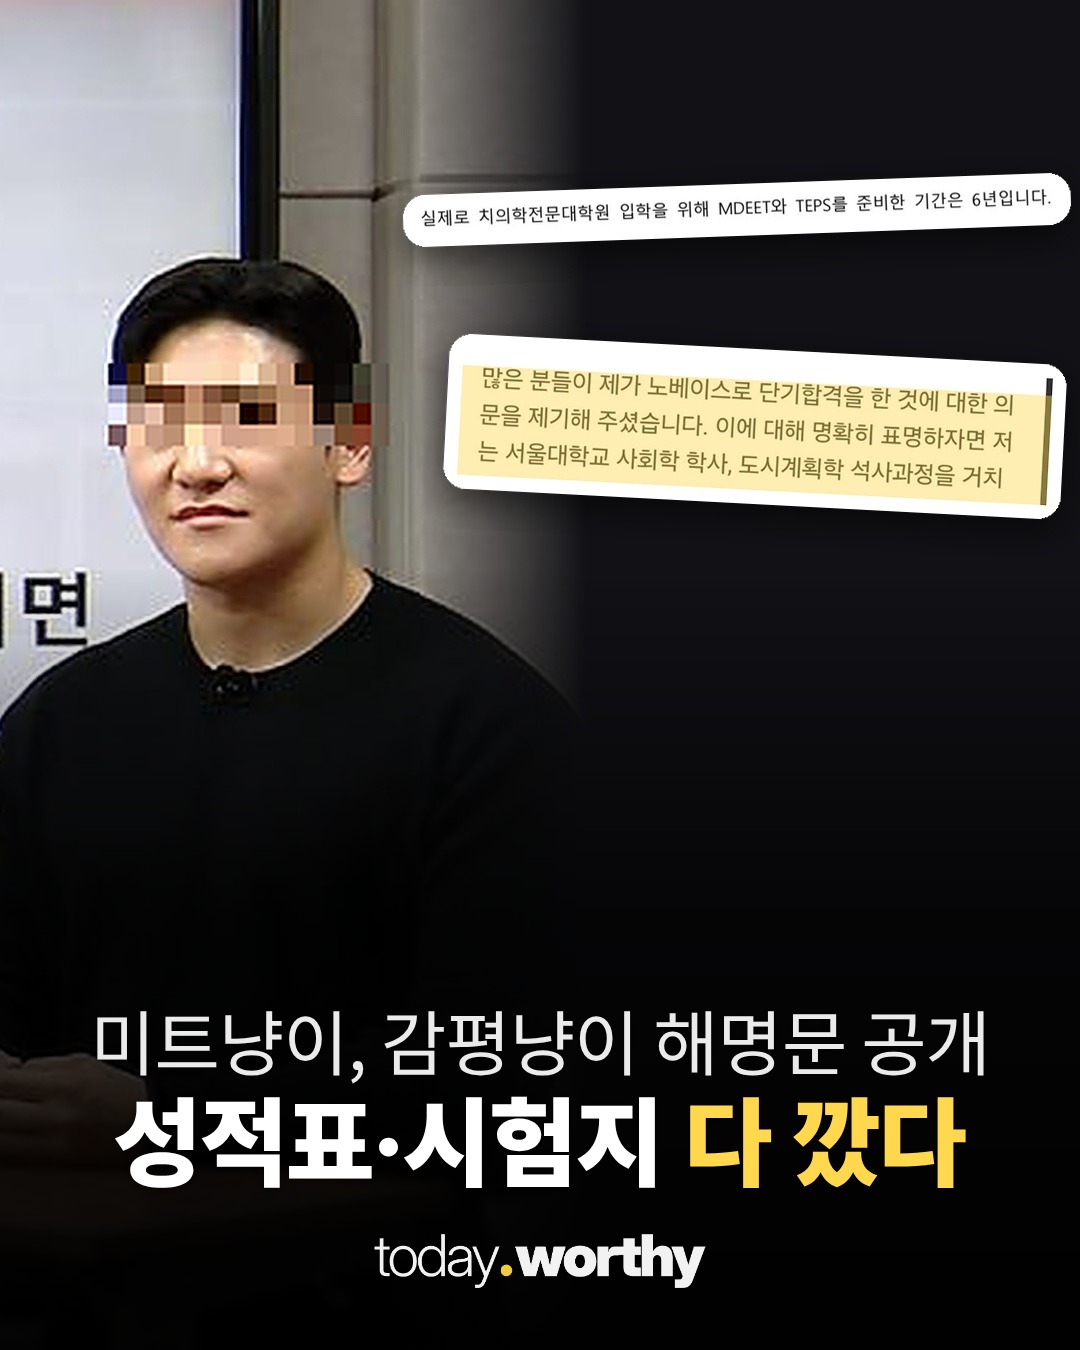 실제로 치의학전문대학원 입학을 위해 MDEET와 TEPS를 준비한 기간은 6년입니다.
많은 분들이 제가 노베이스로 단기합격을 한 것에 대한 의
문을 제기해 주셨습니다. 이에 대해 명확히 표명하자면 저
는 서울대학교 사회학 학사, 도시계획학 석사과정을 거치
면
미트냥이, 감평냥이 해명문 공개
성적표·시험지 다 깠다
today.worthy